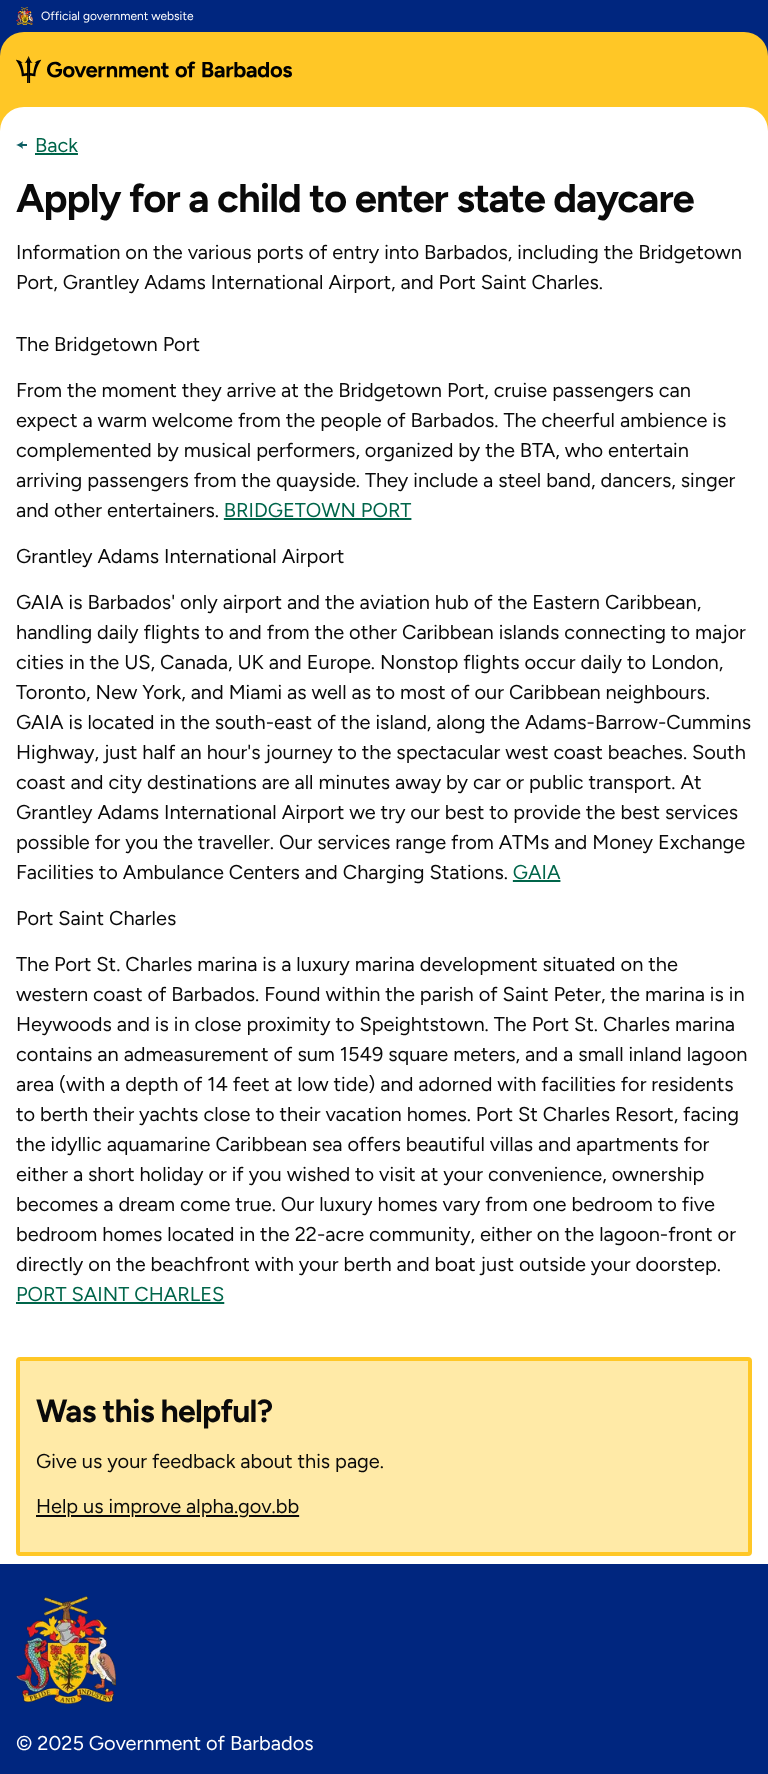 Official government website
Government of Barbados
Back
Apply for a child to enter state daycare
Information on the various ports of entry into Barbados, including the Bridgetown
Port, Grantley Adams International Airport, and Port Saint Charles.
The Bridgetown Port
From the moment they arrive at the Bridgetown Port, cruise passengers can
expect a warm welcome from the people of Barbados. The cheerful ambience is
complemented by musical performers, organized by the BTA, who entertain
arriving passengers from the quayside. They include a steel band, dancers, singer
and other entertainers. BRIDGETOWN PORT
Grantley Adams International Airport
GAIA is Barbados' only airport and the aviation hub of the Eastern Caribbean,
handling daily flights to and from the other Caribbean islands connecting to major
cities in the US, Canada, UK and Europe. Nonstop flights occur daily to London,
Toronto, New York, and Miami as well as to most of our Caribbean neighbours.
GAIA is located in the south-east of the island, along the Adams-Barrow-Cummins
Highway, just half an hour's journey to the spectacular west coast beaches. South
coast and city destinations are all minutes away by car or public transport. At
Grantley Adams International Airport we try our best to provide the best services
possible for you the traveller. Our services range from ATMs and Money Exchange
Facilities to Ambulance Centers and Charging Stations. GAIA
Port Saint Charles
The Port St. Charles marina is a luxury marina development situated on the
western coast of Barbados. Found within the parish of Saint Peter, the marina is in
Heywoods and is in close proximity to Speightstown. The Port St. Charles marina
contains an admeasurement of sum 1549 square meters, and a small inland lagoon
area (with a depth of 14 feet at low tide) and adorned with facilities for residents
to berth their yachts close to their vacation homes. Port St Charles Resort, facing
the idyllic aquamarine Caribbean sea offers beautiful villas and apartments for
either a short holiday or if you wished to visit at your convenience, ownership
becomes a dream come true. Our luxury homes vary from one bedroom to five
bedroom homes located in the 22-acre community, either on the lagoon-front or
directly on the beachfront with your berth and boat just outside your doorstep.
PORT SAINT CHARLES
Was this helpful?
Give us your feedback about this page.
Help us improve alpha.gov.bb
PRIDE AND INDUSTRY
© 2025 Government of Barbados